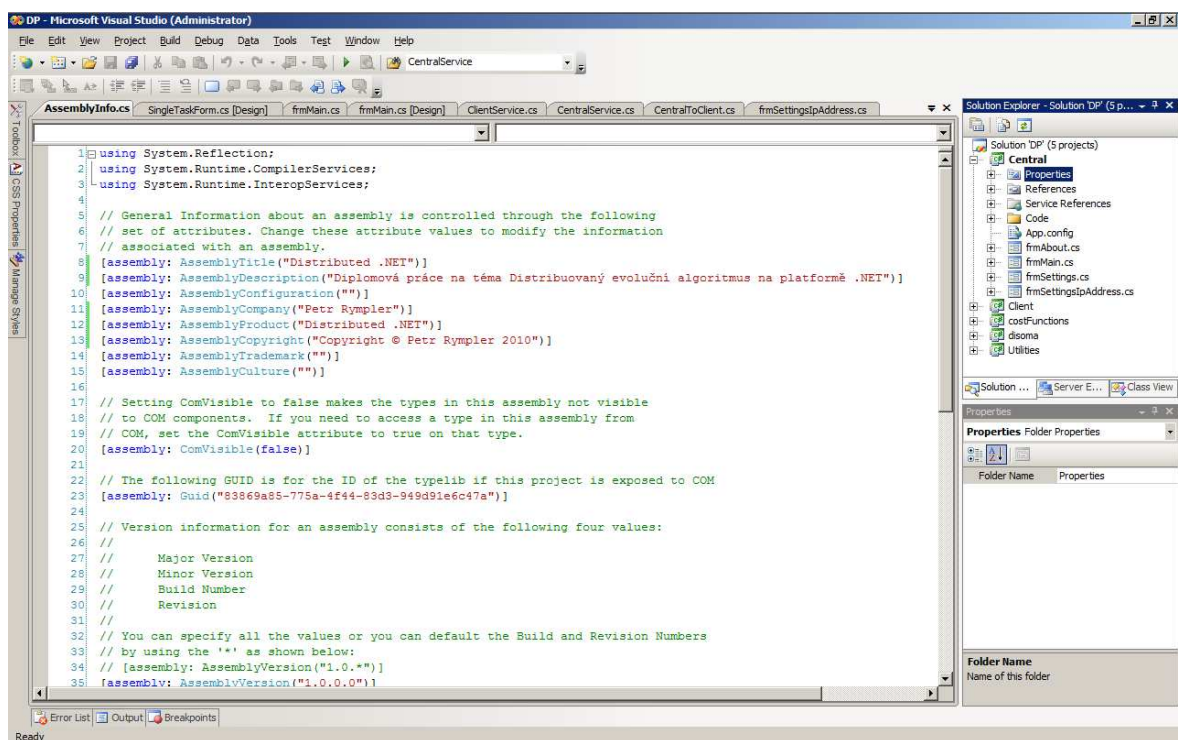 DP - Microsoft Visual Studio (Administrator)
File Edit View Project Build Debug Data Tools Test Window Help
CentralService
AssemblyInfo.cs SingleTaskForm.cs [Design] frmMain.cs frmMain.cs [Design] ClientService.cs CentralService.cs CentralToClient.cs frmSettingsIpAddress.cs
Toolbox
CSS Properties
Manage Styles
1 using System.Reflection;
2 using System.Runtime.CompilerServices;
3 using System.Runtime.InteropServices;
4
5 // General Information about an assembly is controlled through the following
6 // set of attributes. Change these attribute values to modify the information
7 // associated with an assembly.
8 [assembly: AssemblyTitle("Distributed .NET")]
9 [assembly: AssemblyDescription("Diplomová práce na téma Distribuovaný evoluční algoritmus na platformě .NET")]
10 [assembly: AssemblyConfiguration("")]
11 [assembly: AssemblyCompany("Petr Rympler")]
12 [assembly: AssemblyProduct("Distributed .NET")]
13 [assembly: AssemblyCopyright("Copyright © Petr Rympler 2010")]
14 [assembly: AssemblyTrademark("")]
15 [assembly: AssemblyCulture("")]
16
17 // Setting ComVisible to false makes the types in this assembly not visible
18 // to COM components.  If you need to access a type in this assembly from
19 // COM, set the ComVisible attribute to true on that type.
20 [assembly: ComVisible(false)]
21
22 // The following GUID is for the ID of the typelib if this project is exposed to COM
23 [assembly: Guid("83869a85-775a-4f44-83d3-949d91e6c47a")]
24
25 // Version information for an assembly consists of the following four values:
26 //
27 //      Major Version
28 //      Minor Version
29 //      Build Number
30 //      Revision
31 //
32 // You can specify all the values or you can default the Build and Revision Numbers
33 // by using the '*' as shown below:
34 // [assembly: AssemblyVersion("1.0.*")]
35 [assembly: AssemblyVersion("1.0.0.0")]
Solution Explorer - Solution 'DP' (5 p...
Solution 'DP' (5 projects)
Central
Properties
References
Service References
Code
App.config
frmAbout.cs
frmMain.cs
frmSettings.cs
frmSettingsIpAddress.cs
Client
costFunctions
disoma
Utilities
Solution ... Server E... Class View
Properties
Properties Folder Properties
Folder Name Properties
Folder Name
Name of this folder
Error List Output Breakpoints
Ready